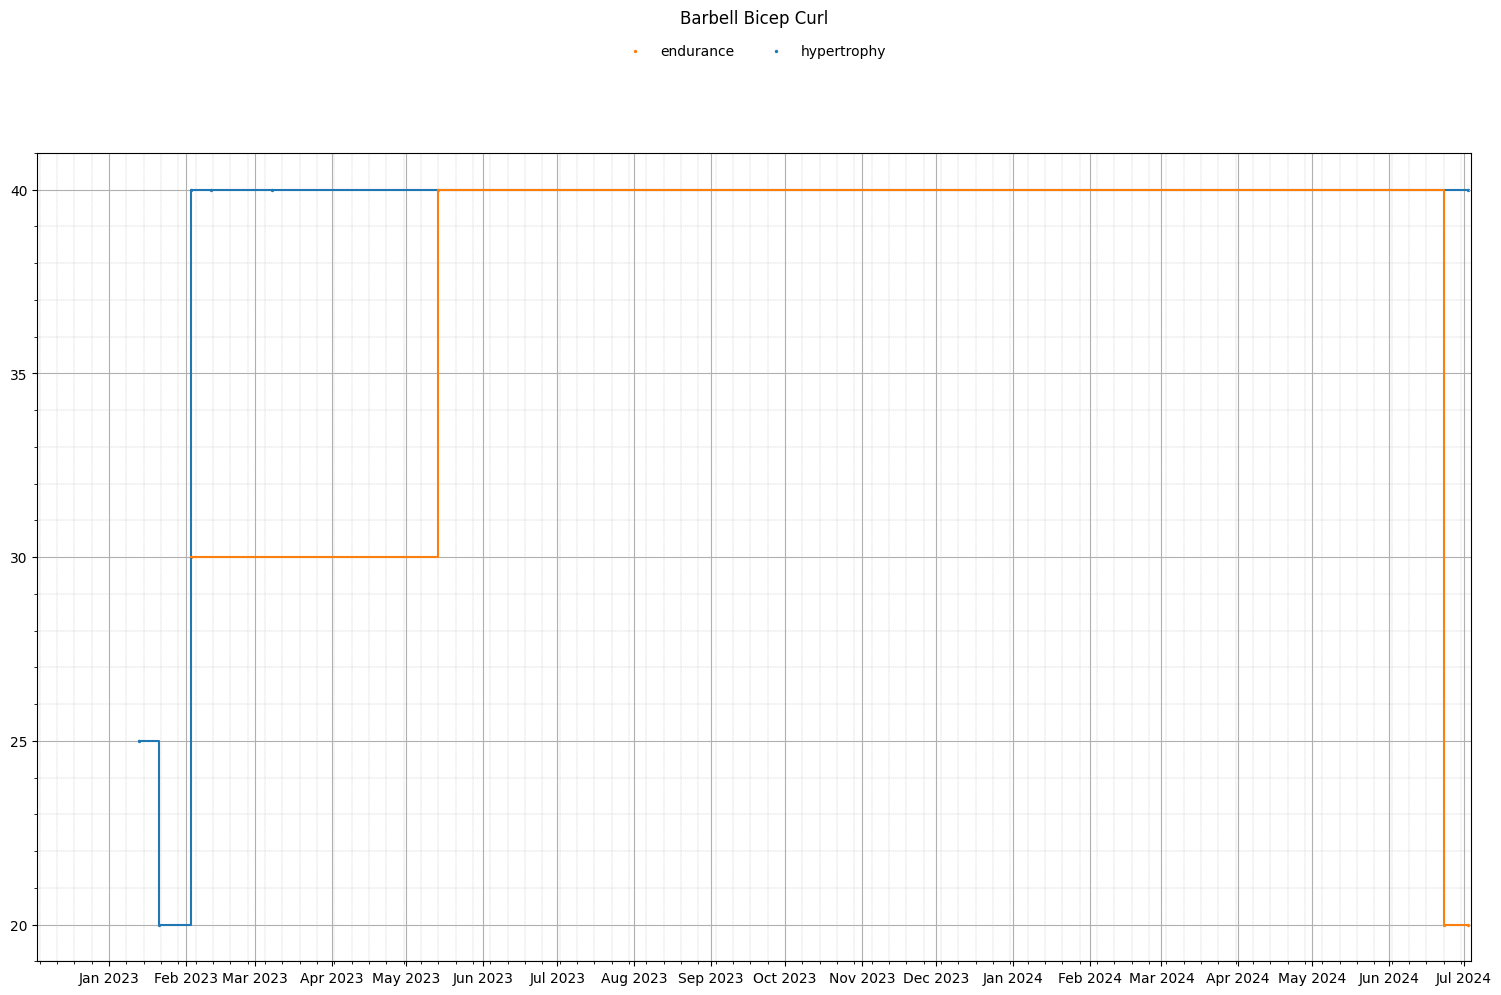 Barbell Bicep Curl
endurance hypertrophy
40
35
30
25
20
Jan 2023 Feb 2023 Mar 2023 Apr 2023 May 2023 Jun 2023 Jul 2023 Aug 2023 Sep 2023 Oct 2023 Nov 2023 Dec 2023 Jan 2024 Feb 2024 Mar 2024 Apr 2024 May 2024 Jun 2024 Jul 2024